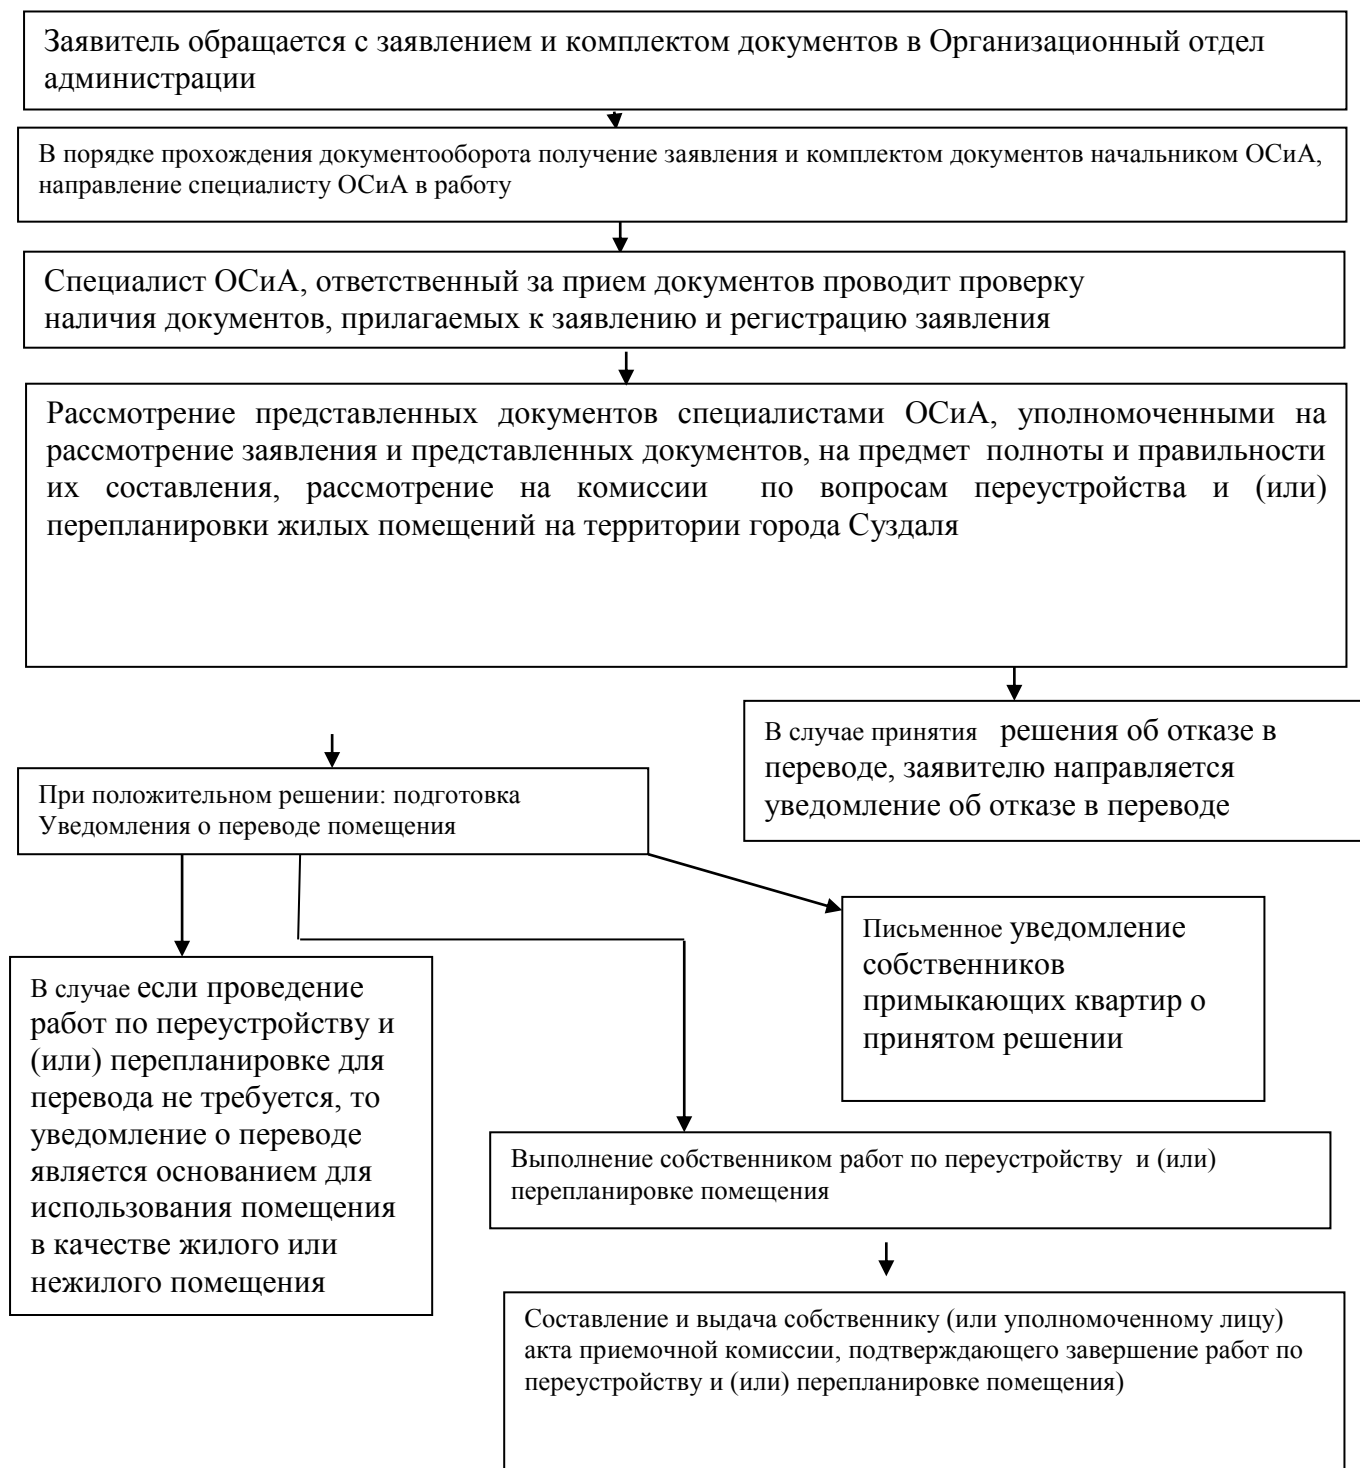 Заявитель обращается с заявлением и комплектом документов в Организационный отдел
администрации
В порядке прохождения документооборота получение заявления и комплектом документов начальником ОСиА,
направление специалисту ОСиА в работу
Специалист ОСиА, ответственный за прием документов проводит проверку
наличия документов, прилагаемых к заявлению и регистрацию заявления
Рассмотрение представленных документов специалистами ОСиА, уполномоченными на
рассмотрение заявления и представленных документов, на предмет полноты и правильности
их составления, рассмотрение на комиссии по вопросам переустройства и (или)
перепланировки жилых помещений на территории города Суздаля
В случае принятия решения об отказе в
переводе, заявителю направляется
уведомление об отказе в переводе
При положительном решении: подготовка
Уведомления о переводе помещения
Письменное уведомление
собственников
примыкающих квартир о
принятом решении
В случае если проведение
работ по переустройству и
(или) перепланировке для
перевода не требуется, то
уведомление о переводе
является основанием для
использования помещения
в качестве жилого или
нежилого помещения
Выполнение собственником работ по переустройству и (или)
перепланировке помещения
Составление и выдача собственнику (или уполномоченному лицу)
акта приемочной комиссии, подтверждающего завершение работ по
переустройству и (или) перепланировке помещения)